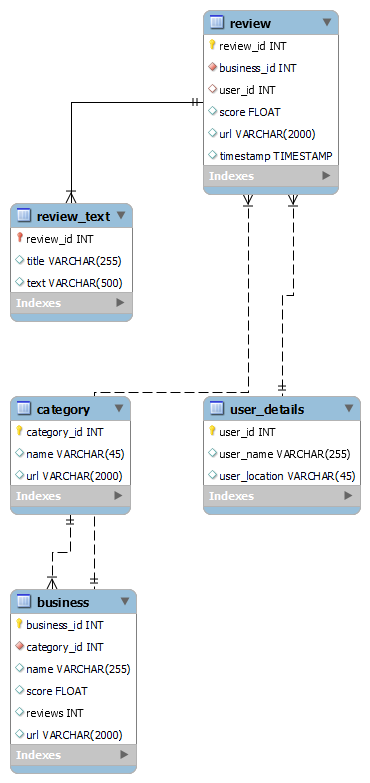 review
review_id INT
business_id INT
user_id INT
score FLOAT
url VARCHAR(2000)
timestamp TIMESTAMP
Indexes
review_text
review_id INT
title VARCHAR(255)
text VARCHAR(500)
Indexes
category
category_id INT
name VARCHAR(45)
url VARCHAR(2000)
Indexes
user_details
user_id INT
user_name VARCHAR(255)
user_location VARCHAR(45)
Indexes
business
business_id INT
category_id INT
name VARCHAR(255)
score FLOAT
reviews INT
url VARCHAR(2000)
Indexes